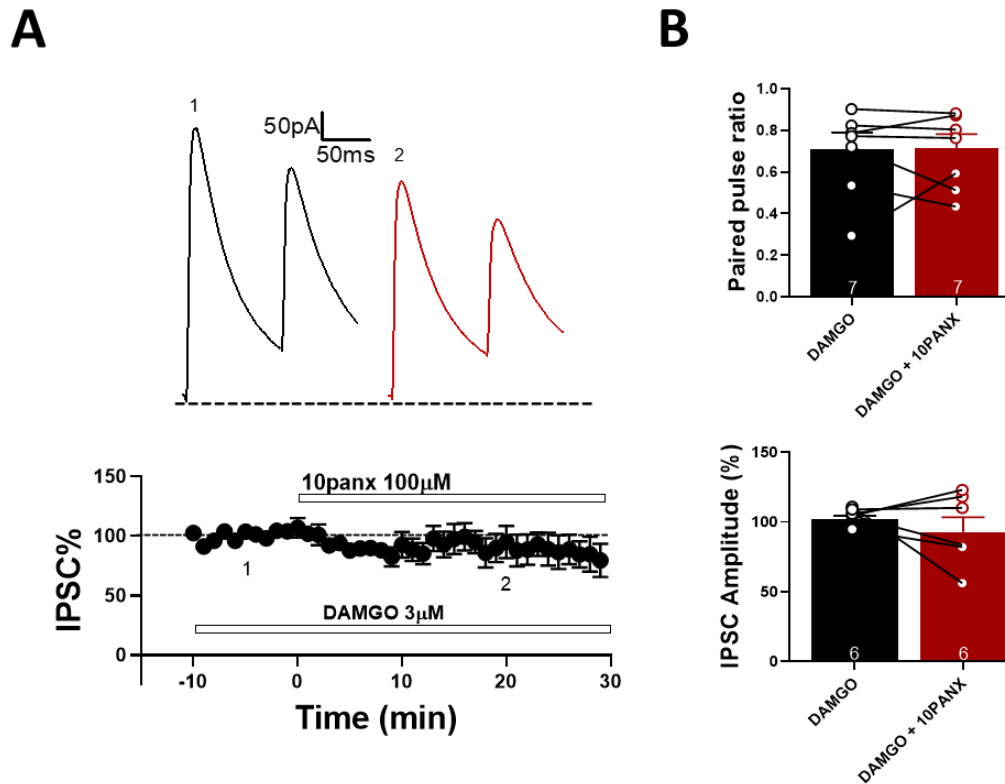 A
1
50pA
50ms
2
150
100
50
0
IPSC%
10panx 100µM
1
2
DAMGO 3µM
-10
0
10
20
30
Time (min)
B
Paired pulse ratio
1.0
0.8
0.6
0.4
0.2
0.0
7
7
DAMGO
DAMGO + 10PANX
IPSC Amplitude (%)
150
100
50
0
6
6
DAMGO
DAMGO + 10PANX